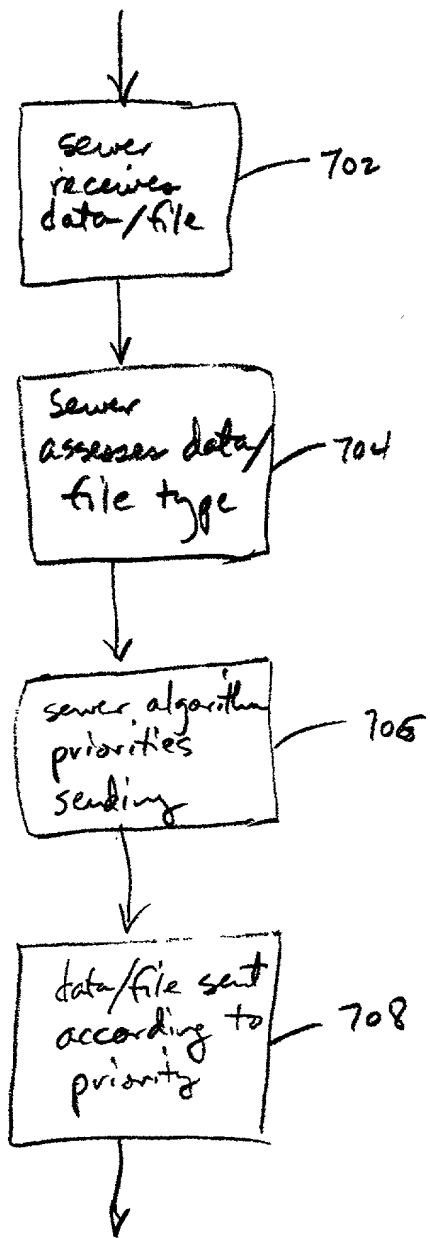 server
receives
data/file
702
server
assesses data/
file type
704
server algorithm
priorities
sending
706
data/file sent
according to
priority
708